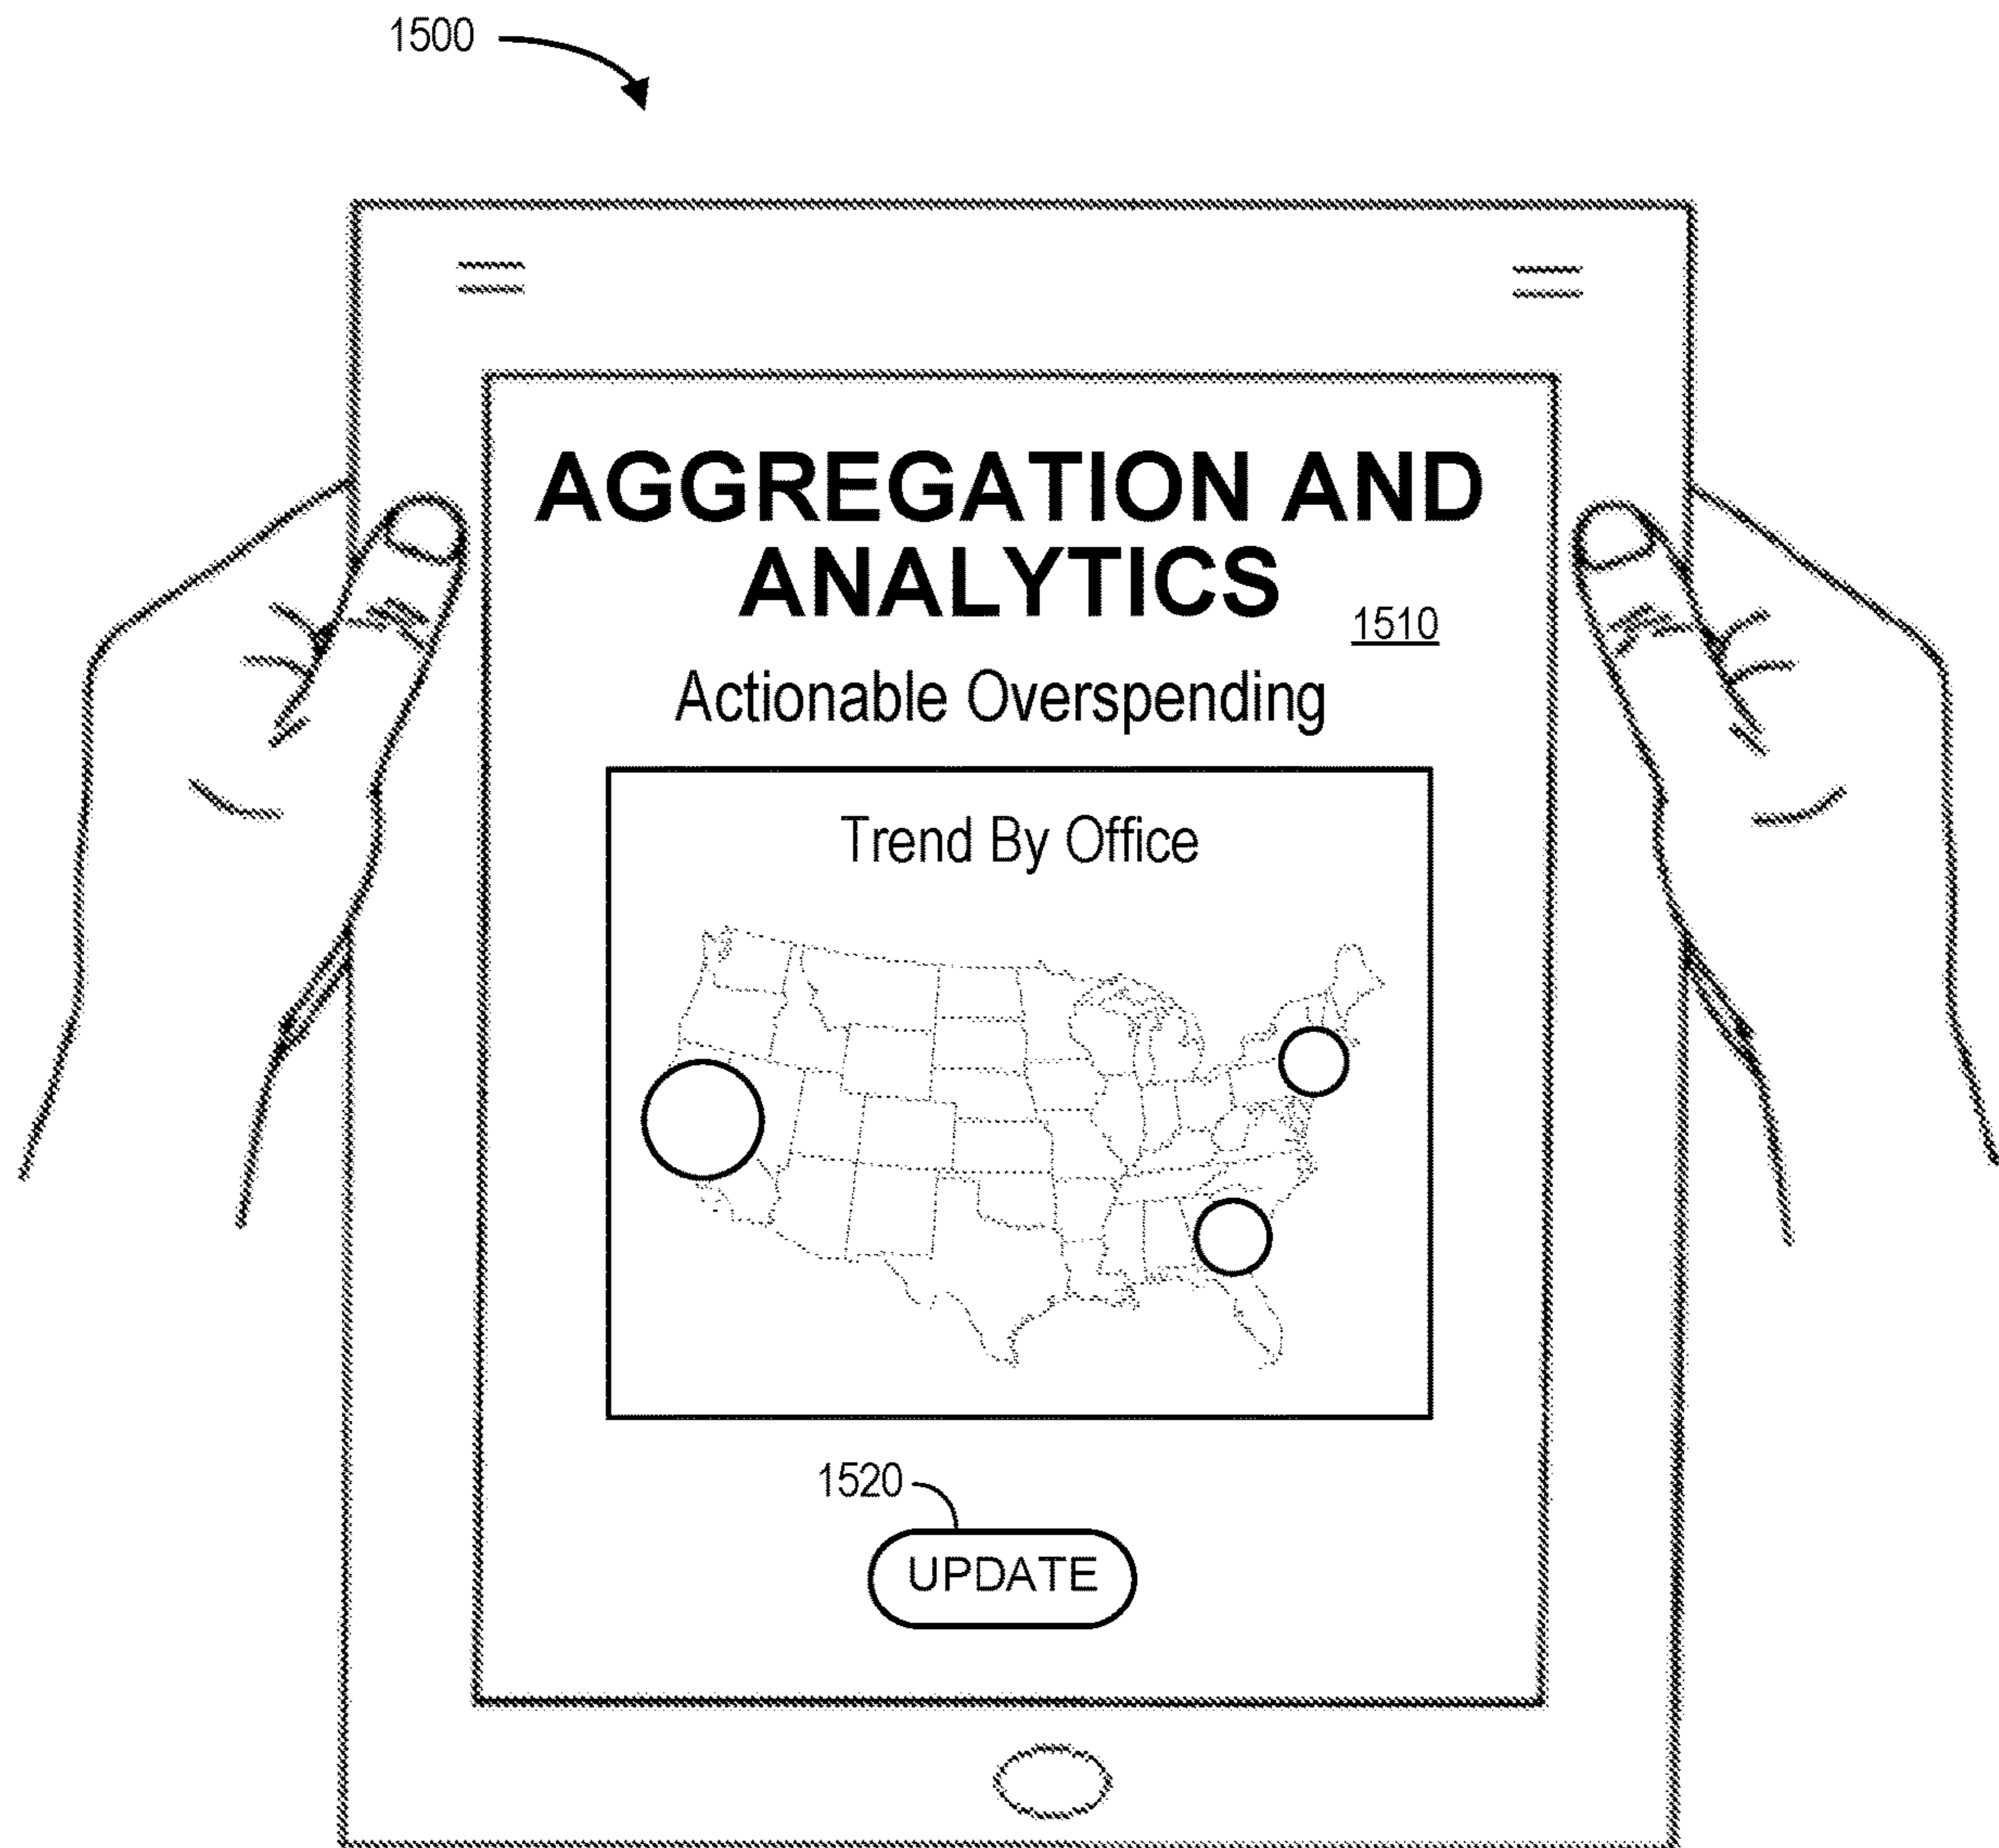 1500
AGGREGATION AND
ANALYTICS
1510
Actionable Overspending
Trend By Office
1520
UPDATE